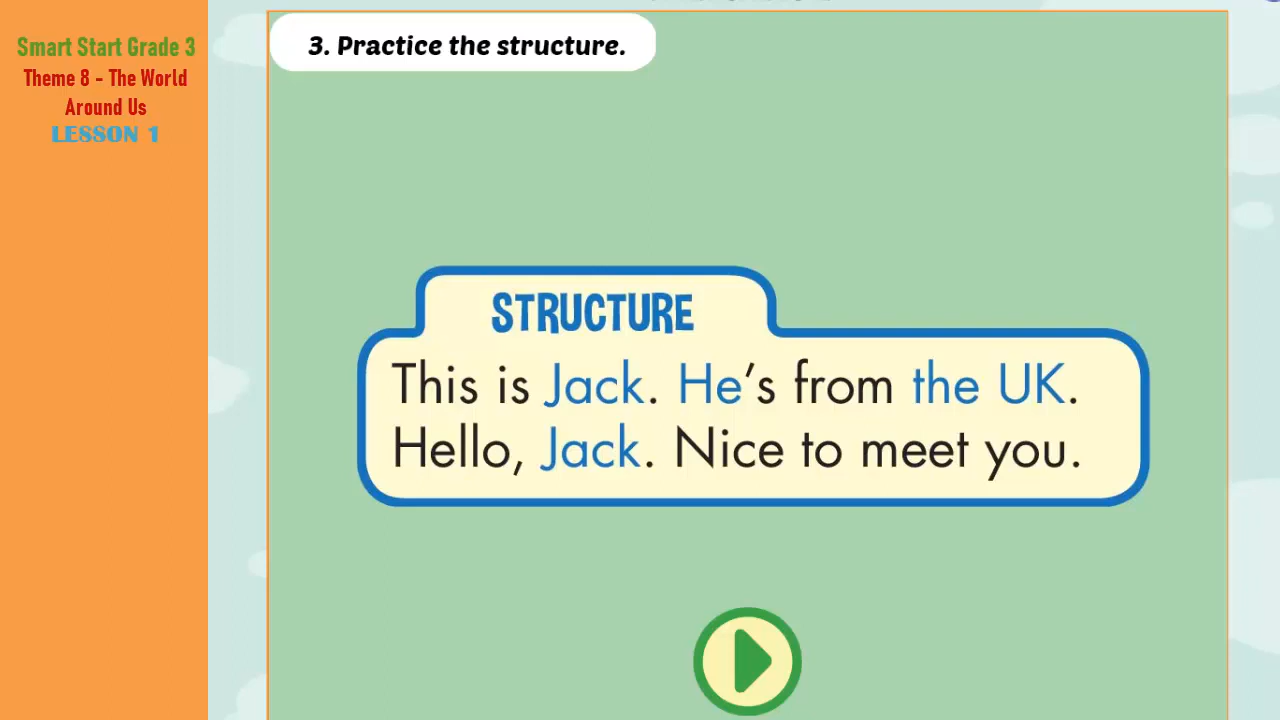 Smart Start Grade 3
Theme 8 - The World
Around Us
LESSON 1
3. Practice the structure.
STRUCTURE
This is Jack. He's from the UK.
Hello, Jack. Nice to meet you.